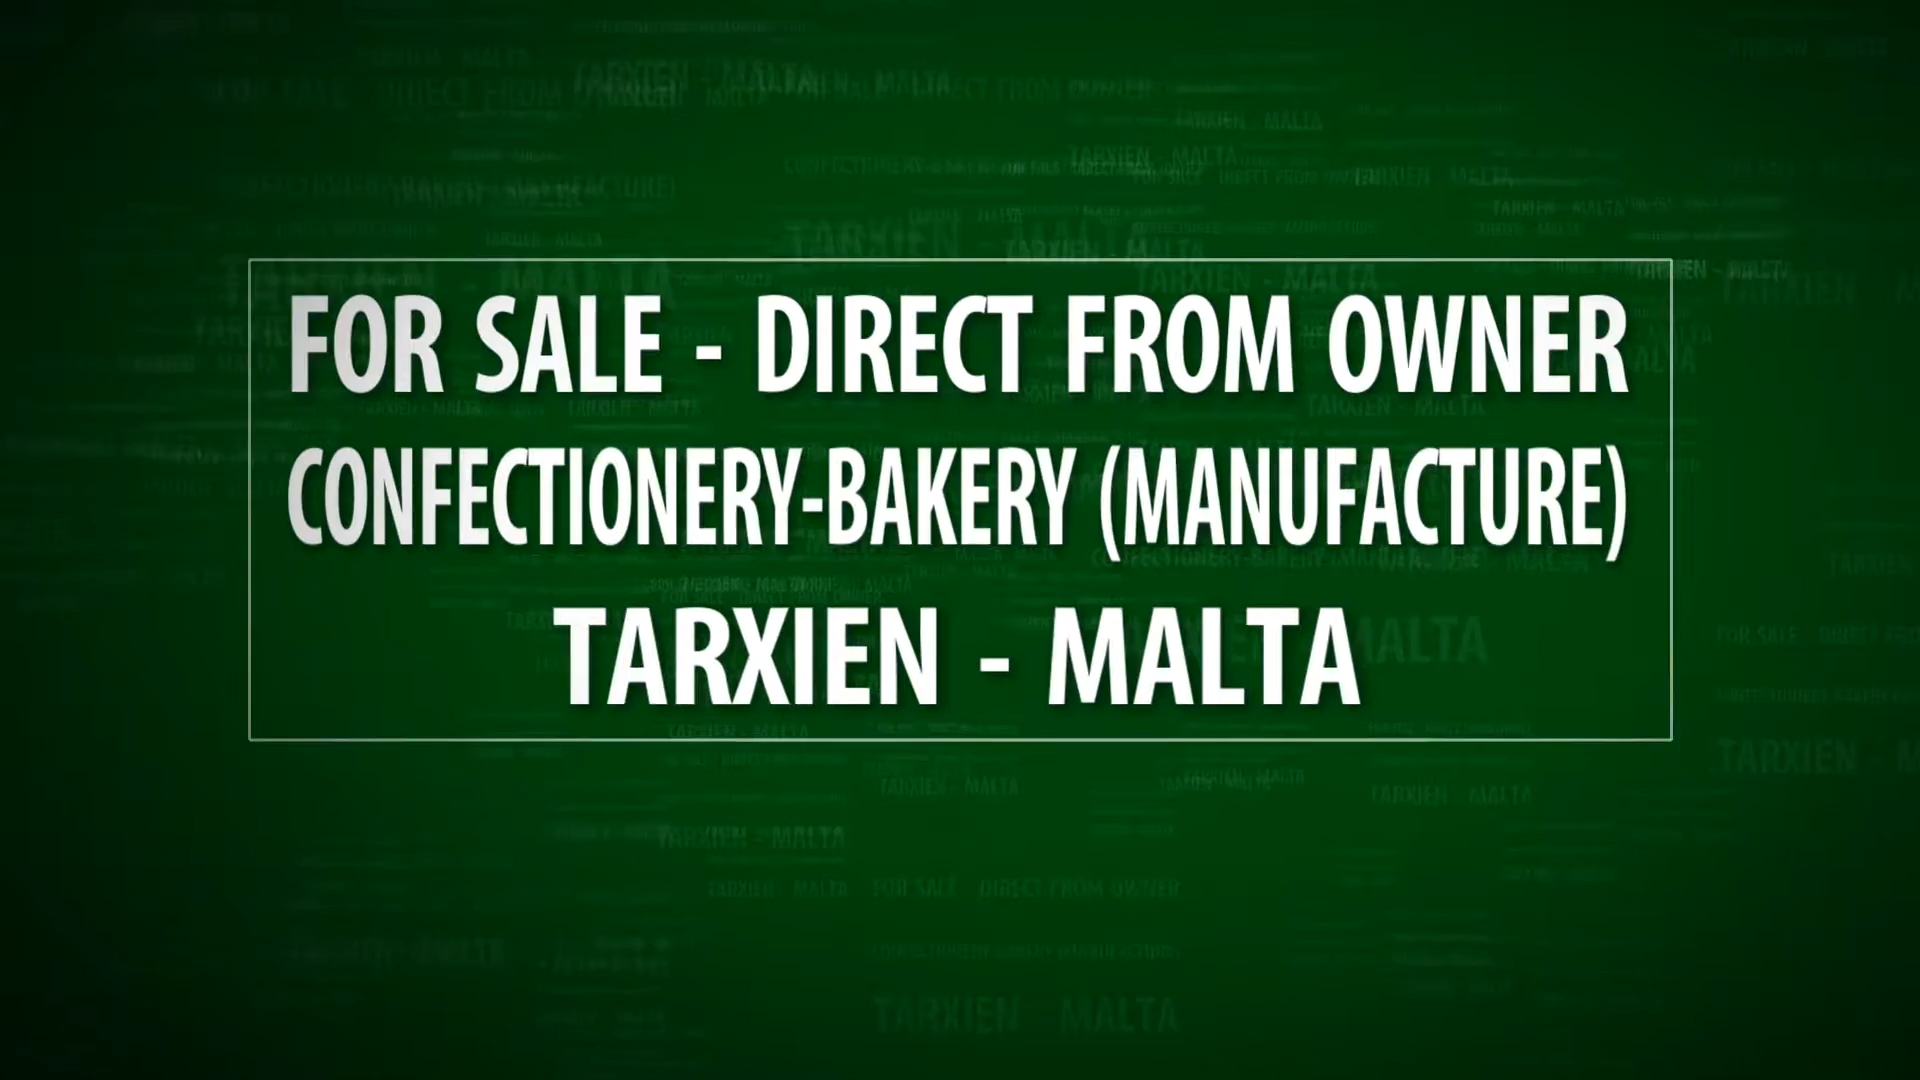 FOR SALE - DIRECT FROM OWNER
CONFECTIONERY-BAKERY (MANUFACTURE)
TARXIEN - MALTA